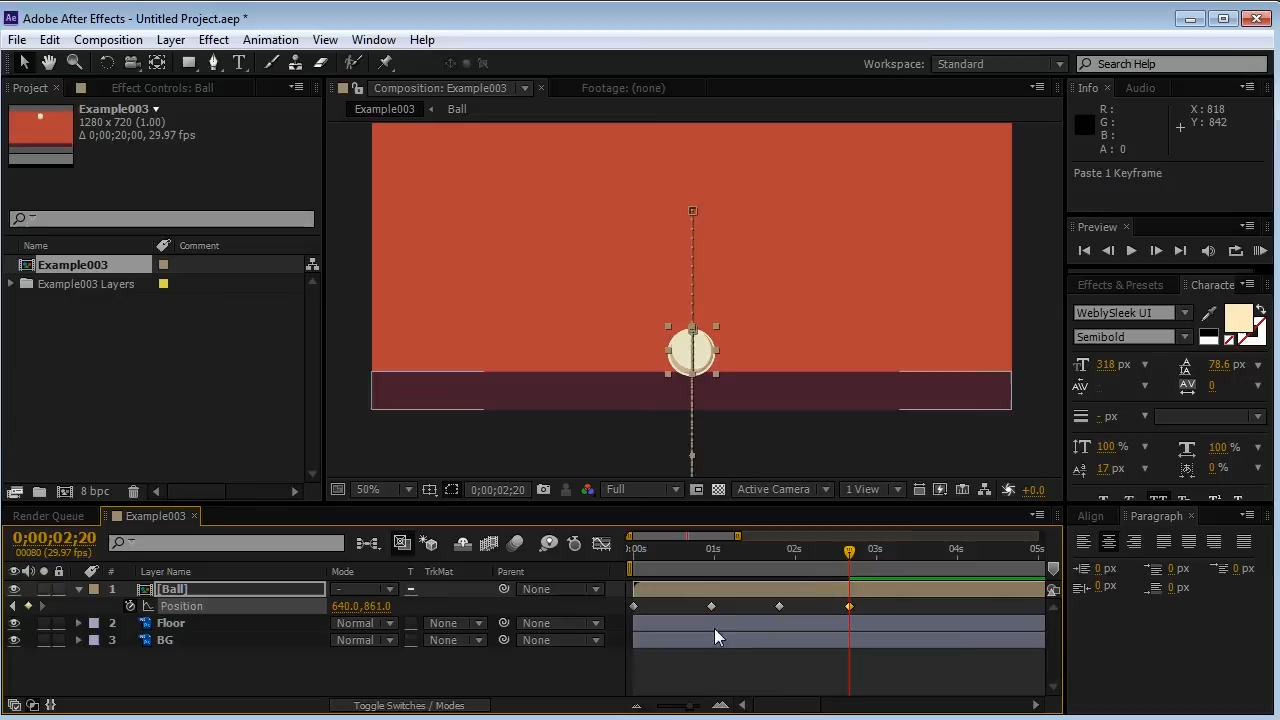 Ae Adobe After Effects - Untitled Project.aep *
File Edit Composition Layer Effect Animation View Window Help
T Workspace: Standard Search Help
Project × Effect Controls: Ball Composition: Example003 × Footage: (none) Info × Audio
Example003 ▾ Example003 Ball
1280 x 720 (1.00)
Δ 0;00;20;00, 29.97 fps
R : X : 818
G : Y : 842
B :
A : 0
Paste 1 Keyframe
Preview ×
Name Comment
Example003
Example003 Layers
Effects & Presets Characte
WeblySleek UI
Semibold
318 px 78.6 px
AV - AV 0
- px
100 % 100 %
17 px 0 %
8 bpc 50% 0;00;02;20 Full Active Camera 1 View +0.0
Render Queue Example003 × Align Paragraph ×
0;00;02;20
00080 (29.97 fps)
:00s 01s 02s 03s 04s 05s
# Layer Name Mode T TrkMat Parent
1 [Ball] - None
Position 640.0,861.0
2 Floor Normal None None
3 BG Normal None None
0 px 0 px 0 px
0 px 0 px
Toggle Switches / Modes